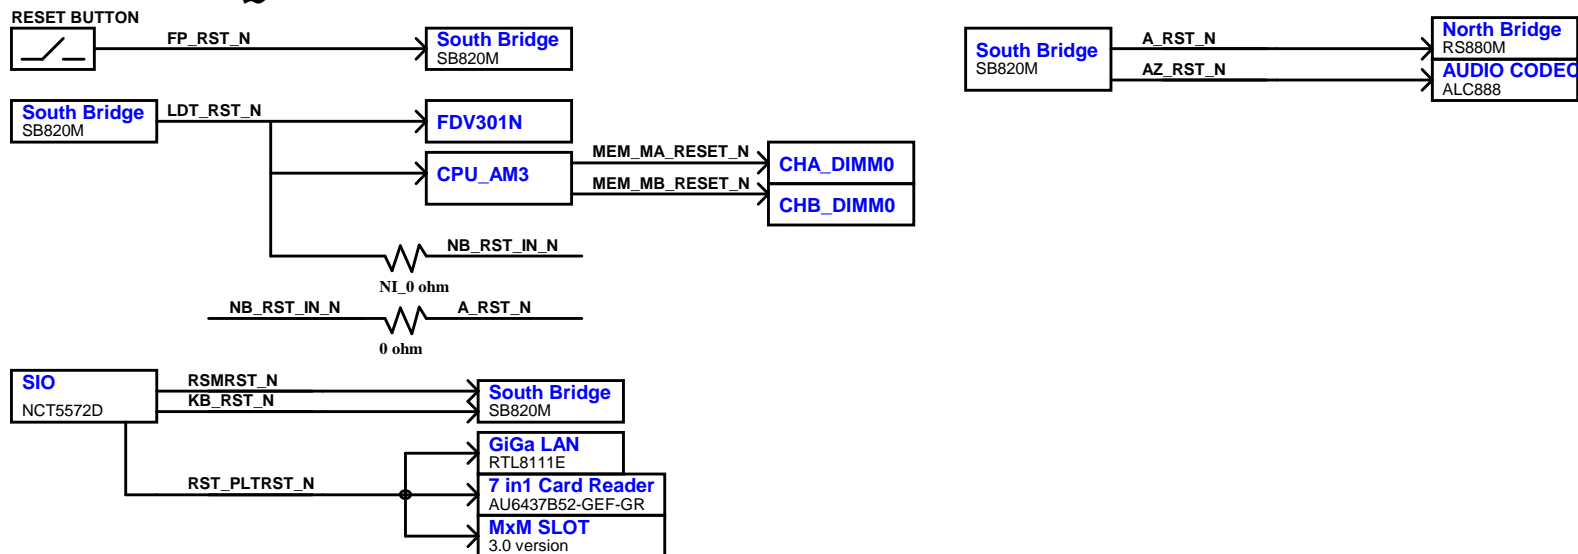 RESET BUTTON
FP_RST_N
South Bridge
SB820M
South Bridge
SB820M
A_RST_N
AZ_RST_N
North Bridge
RS880M
AUDIO CODEC
ALC888
South Bridge
SB820M
LDT_RST_N
FDV301N
CPU_AM3
MEM_MA_RESET_N
MEM_MB_RESET_N
CHA_DIMM0
CHB_DIMM0
NB_RST_IN_N
NI_0 ohm
NB_RST_IN_N
A_RST_N
0 ohm
SIO
NCT5572D
RSMRST_N
KB_RST_N
South Bridge
SB820M
RST_PLTRST_N
GiGa LAN
RTL8111E
7 in1 Card Reader
AU6437B52-GEF-GR
MxM SLOT
3.0 version